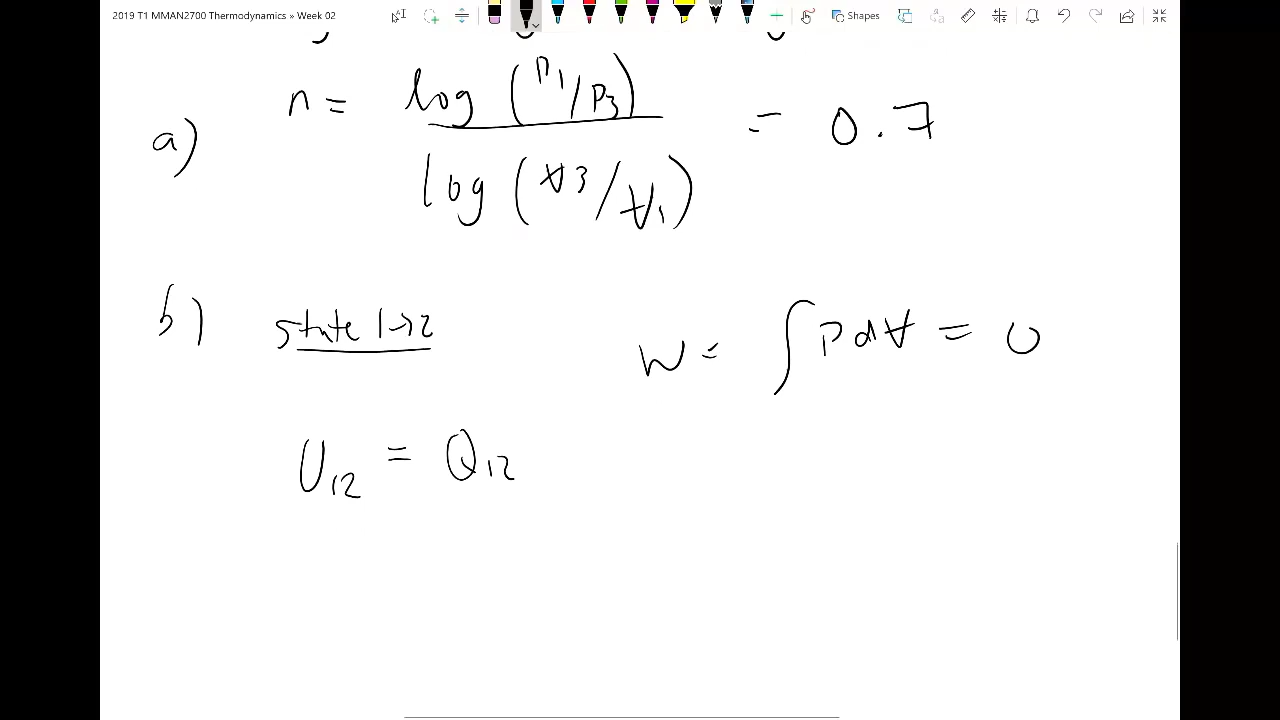 2019 T1 MMAN2700 Thermodynamics » Week 02
Shapes
a) n = log (P1/P3) / log (V3/V1) = 0.7
b) state 1→2 W = ∫ P dV = 0
U12 = Q12